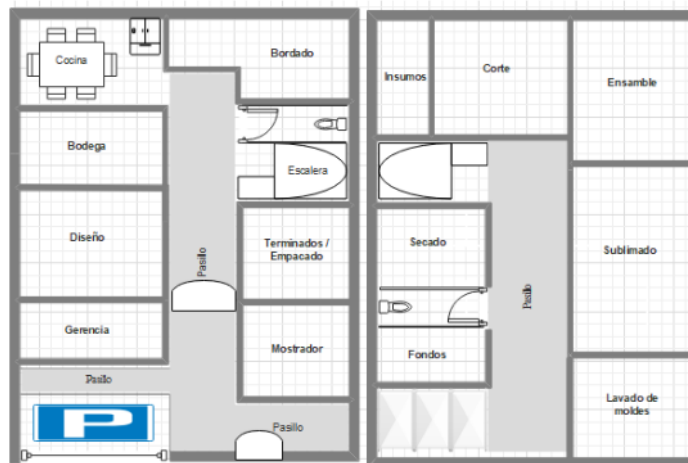 Cocina
Bordado
Bodega
Escalera
Diseño
Pasillo
Terminados /
Empacado
Gerencia
Mostrador
Pasillo
P
Pasillo
Insumos
Corte
Ensamble
Secado
Sublimado
Pasillo
Fondos
Lavado de
moldes